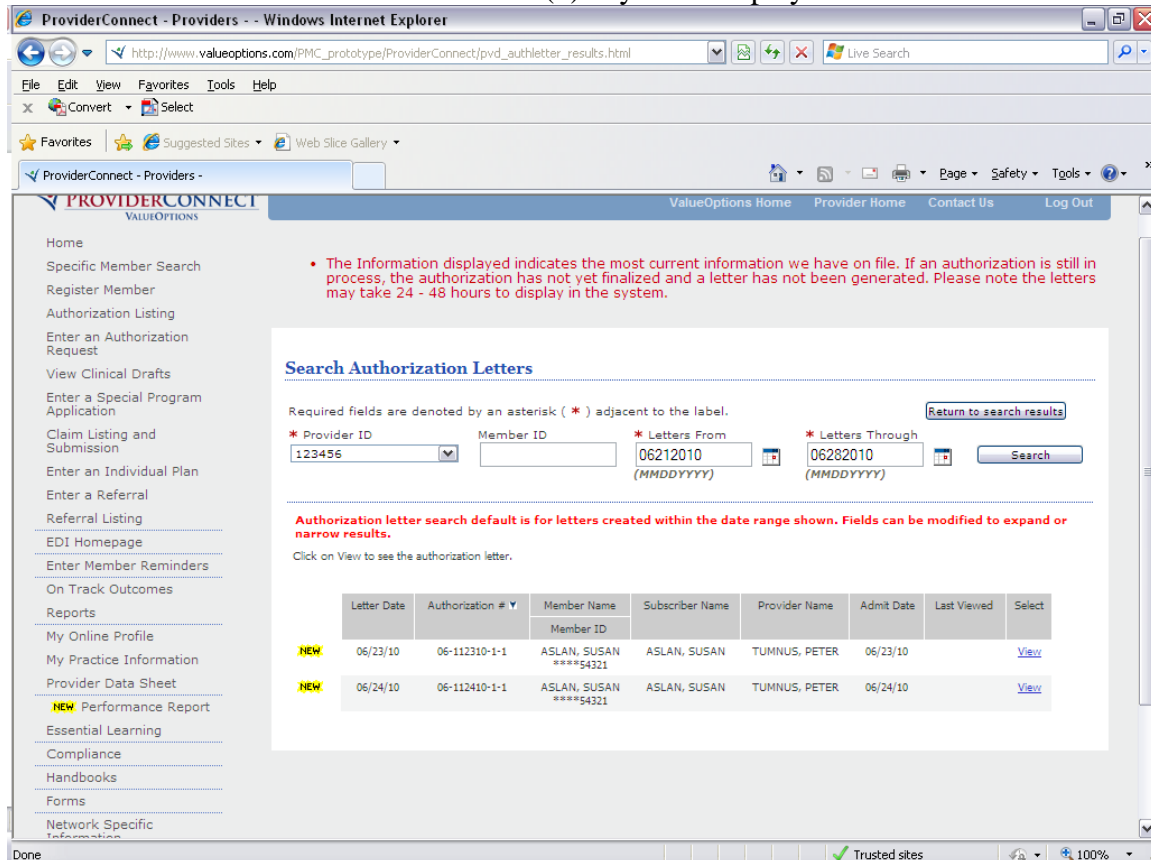 ProviderConnect - Providers - - Windows Internet Explorer
http://www.valueoptions.com/PMC_prototype/ProviderConnect/pvd_authletter_results.html
Live Search
File Edit View Favorites Tools Help
x Convert Select
Favorites Suggested Sites Web Slice Gallery
ProviderConnect - Providers -
Page Safety Tools
PROVIDERCONNECT
VALUEOPTIONS
ValueOptions Home Provider Home Contact Us Log Out
Home
Specific Member Search
Register Member
Authorization Listing
Enter an Authorization
Request
View Clinical Drafts
Enter a Special Program
Application
Claim Listing and
Submission
Enter an Individual Plan
Enter a Referral
Referral Listing
EDI Homepage
Enter Member Reminders
On Track Outcomes
Reports
My Online Profile
My Practice Information
Provider Data Sheet
NEW Performance Report
Essential Learning
Compliance
Handbooks
Forms
Network Specific
Information
• The Information displayed indicates the most current information we have on file. If an authorization is still in
process, the authorization has not yet finalized and a letter has not been generated. Please note the letters
may take 24 - 48 hours to display in the system.
Search Authorization Letters
Required fields are denoted by an asterisk ( * ) adjacent to the label.
Return to search results
* Provider ID Member ID * Letters From * Letters Through
123456 06212010 06282010 Search
(MMDDYYYY) (MMDDYYYY)
Authorization letter search default is for letters created within the date range shown. Fields can be modified to expand or
narrow results.
Click on View to see the authorization letter.
Letter Date Authorization # Member Name Subscriber Name Provider Name Admit Date Last Viewed Select
Member ID
NEW 06/23/10 06-112310-1-1 ASLAN, SUSAN ASLAN, SUSAN TUMNUS, PETER 06/23/10 View
****54321
NEW 06/24/10 06-112410-1-1 ASLAN, SUSAN ASLAN, SUSAN TUMNUS, PETER 06/24/10 View
****54321
Done Trusted sites 100%